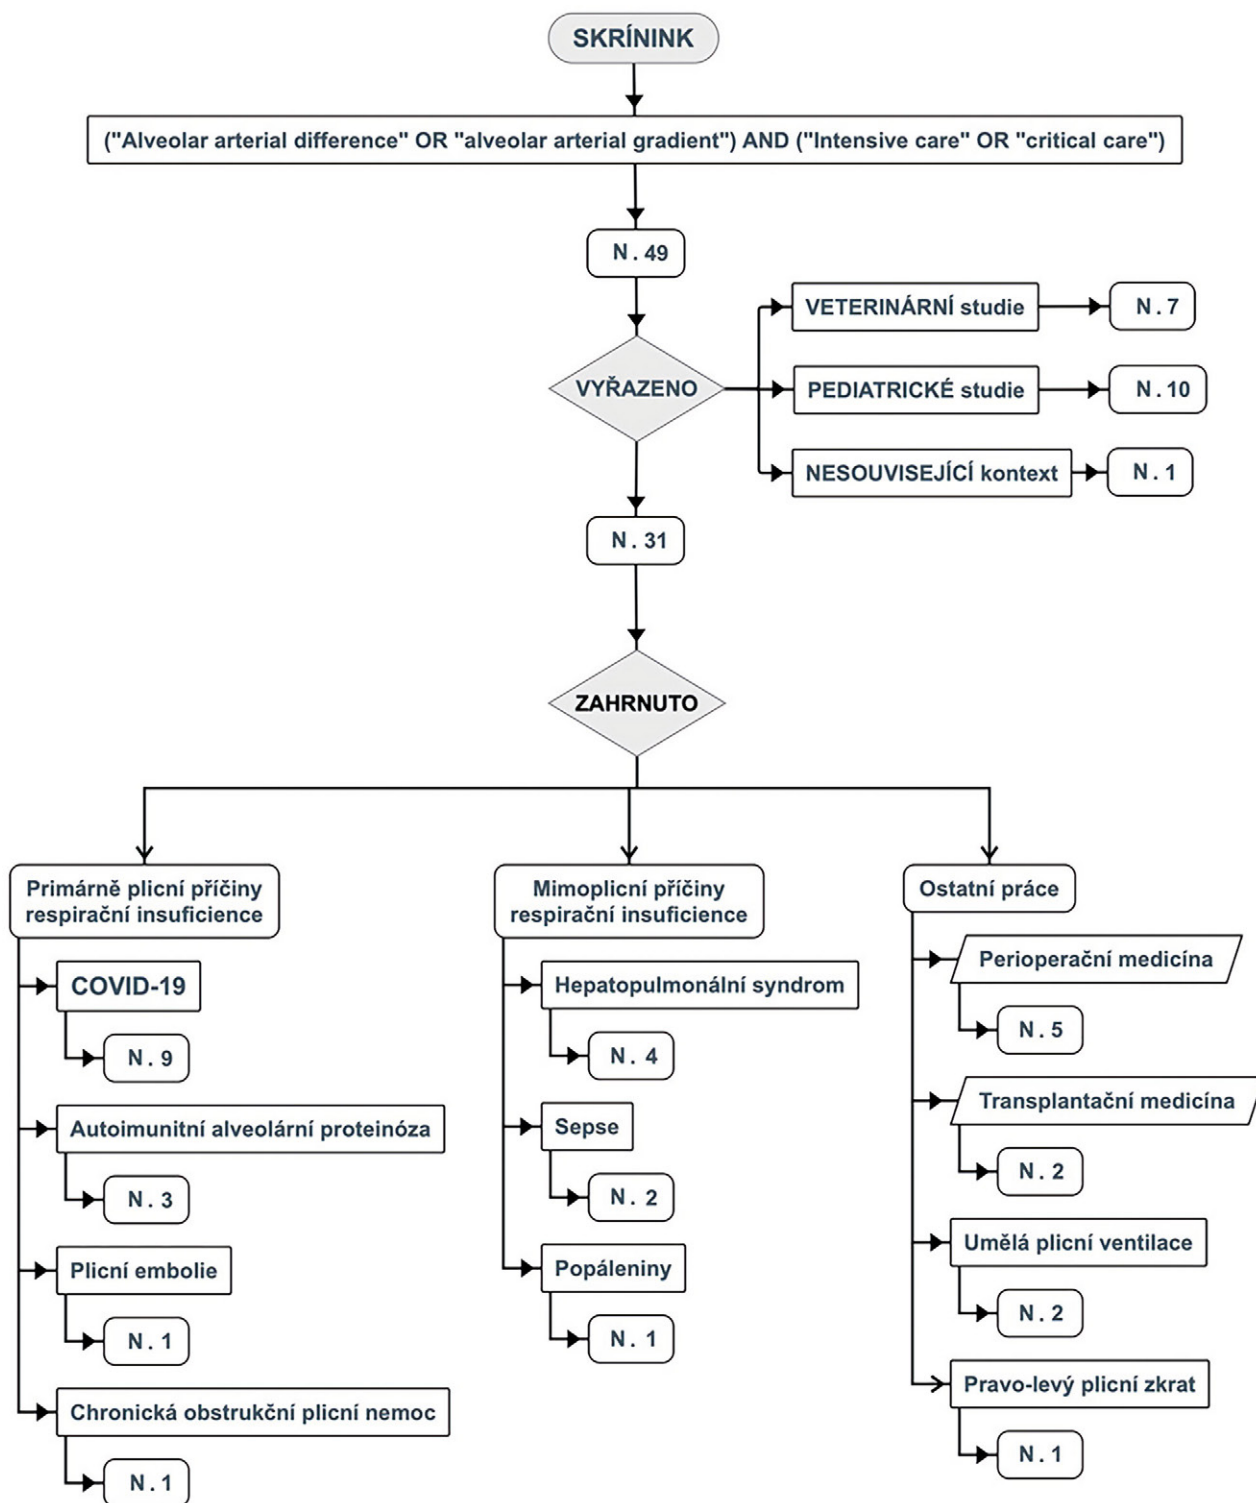 SKRÍNINK
("Alveolar arterial difference" OR "alveolar arterial gradient") AND ("Intensive care" OR "critical care")
N. 49
VYŘAZENO
VETERINÁRNÍ studie
N. 7
PEDIATRICKÉ studie
N. 10
NESOUVISEJÍCÍ kontext
N. 1
N. 31
ZAHRNUTO
Primárně plicní příčiny
respirační insuficience
COVID-19
N. 9
Autoimunitní alveolární proteinóza
N. 3
Plicní embolie
N. 1
Chronická obstrukční plicní nemoc
N. 1
Mimoplicní příčiny
respirační insuficience
Hepatopulmonální syndrom
N. 4
Sepse
N. 2
Popáleniny
N. 1
Ostatní práce
Perioperační medicína
N. 5
Transplantační medicína
N. 2
Umělá plicní ventilace
N. 2
Pravo-levý plicní zkrat
N. 1